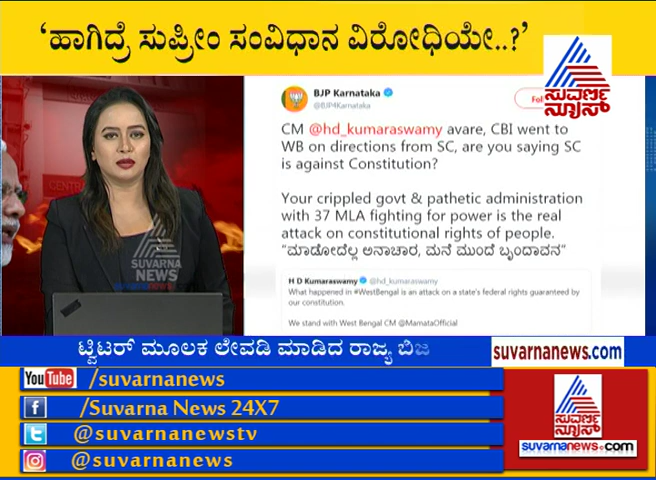 ‘ಹಾಗಿದ್ರೆ ಸುಪ್ರೀಂ ಸಂವಿಧಾನ ವಿರೋಧಿಯೇ..?’
ಸುವರ್ಣ
ನ್ಯೂಸ್
BJP Karnataka
@BJP4Karnataka
CM @hd_kumaraswamy avare, CBI went to
WB on directions from SC, are you saying SC
is against Constitution?
Your crippled govt & pathetic administration
with 37 MLA fighting for power is the real
attack on constitutional rights of people.
“ಮಾಡೋದೆಲ್ಲ ಅನಾಚಾರ, ಮನೆ ಮುಂದೆ ಬೃಂದಾವನ”
H D Kumaraswamy @hd_kumaraswamy
What happened in #WestBengal is an attack on a state's federal rights guaranteed by
our constitution.
We stand with West Bengal CM @MamataOfficial
SUVARNA
NEWS
ಟ್ವಿಟರ್ ಮೂಲಕ ಲೇವಡಿ ಮಾಡಿದ ರಾಜ್ಯ ಬಿಜ
suvarnanews.com
You Tube /suvarnanews
f /Suvarna News 24X7
@suvarnanewstv
@suvarnanews
ಸುವರ್ಣ
ನ್ಯೂಸ್
suvarnanews.com